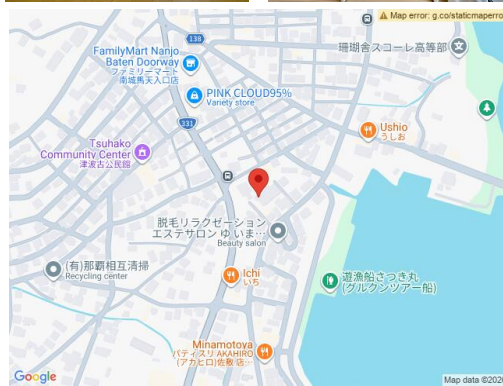 Map error: g.co/staticmaperro
138
珊瑚舎スコーレ高等部
FamilyMart Nanjo
Baten Doorway
ファミリーマート
南城馬天入口店
PINK CLOUD95%
Variety store
331
Ushio
うしお
Tsuhako
Community Center
津波古公民館
脱毛リラクゼーション
エステサロン ゆ いま…
Beauty salon
(有)那覇相互清掃
Recycling center
Ichi
いち
遊漁船さつき丸
(グルクンツアー船)
Minamotoya
パティスリ AKAHIRO
(アカヒロ)佐敷 店…
Google
Map data ©202